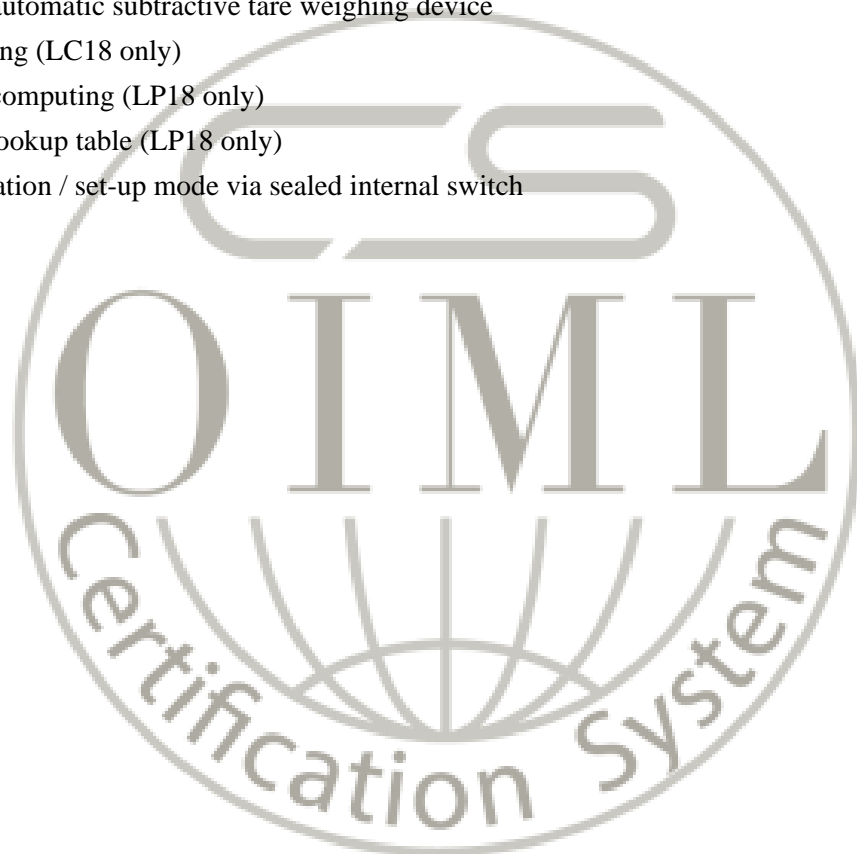 automatic subtractive tare weighing device
ng (LC18 only)
computing (LP18 only)
ookup table (LP18 only)
ation / set-up mode via sealed internal switch
CS
OIML
Certification System